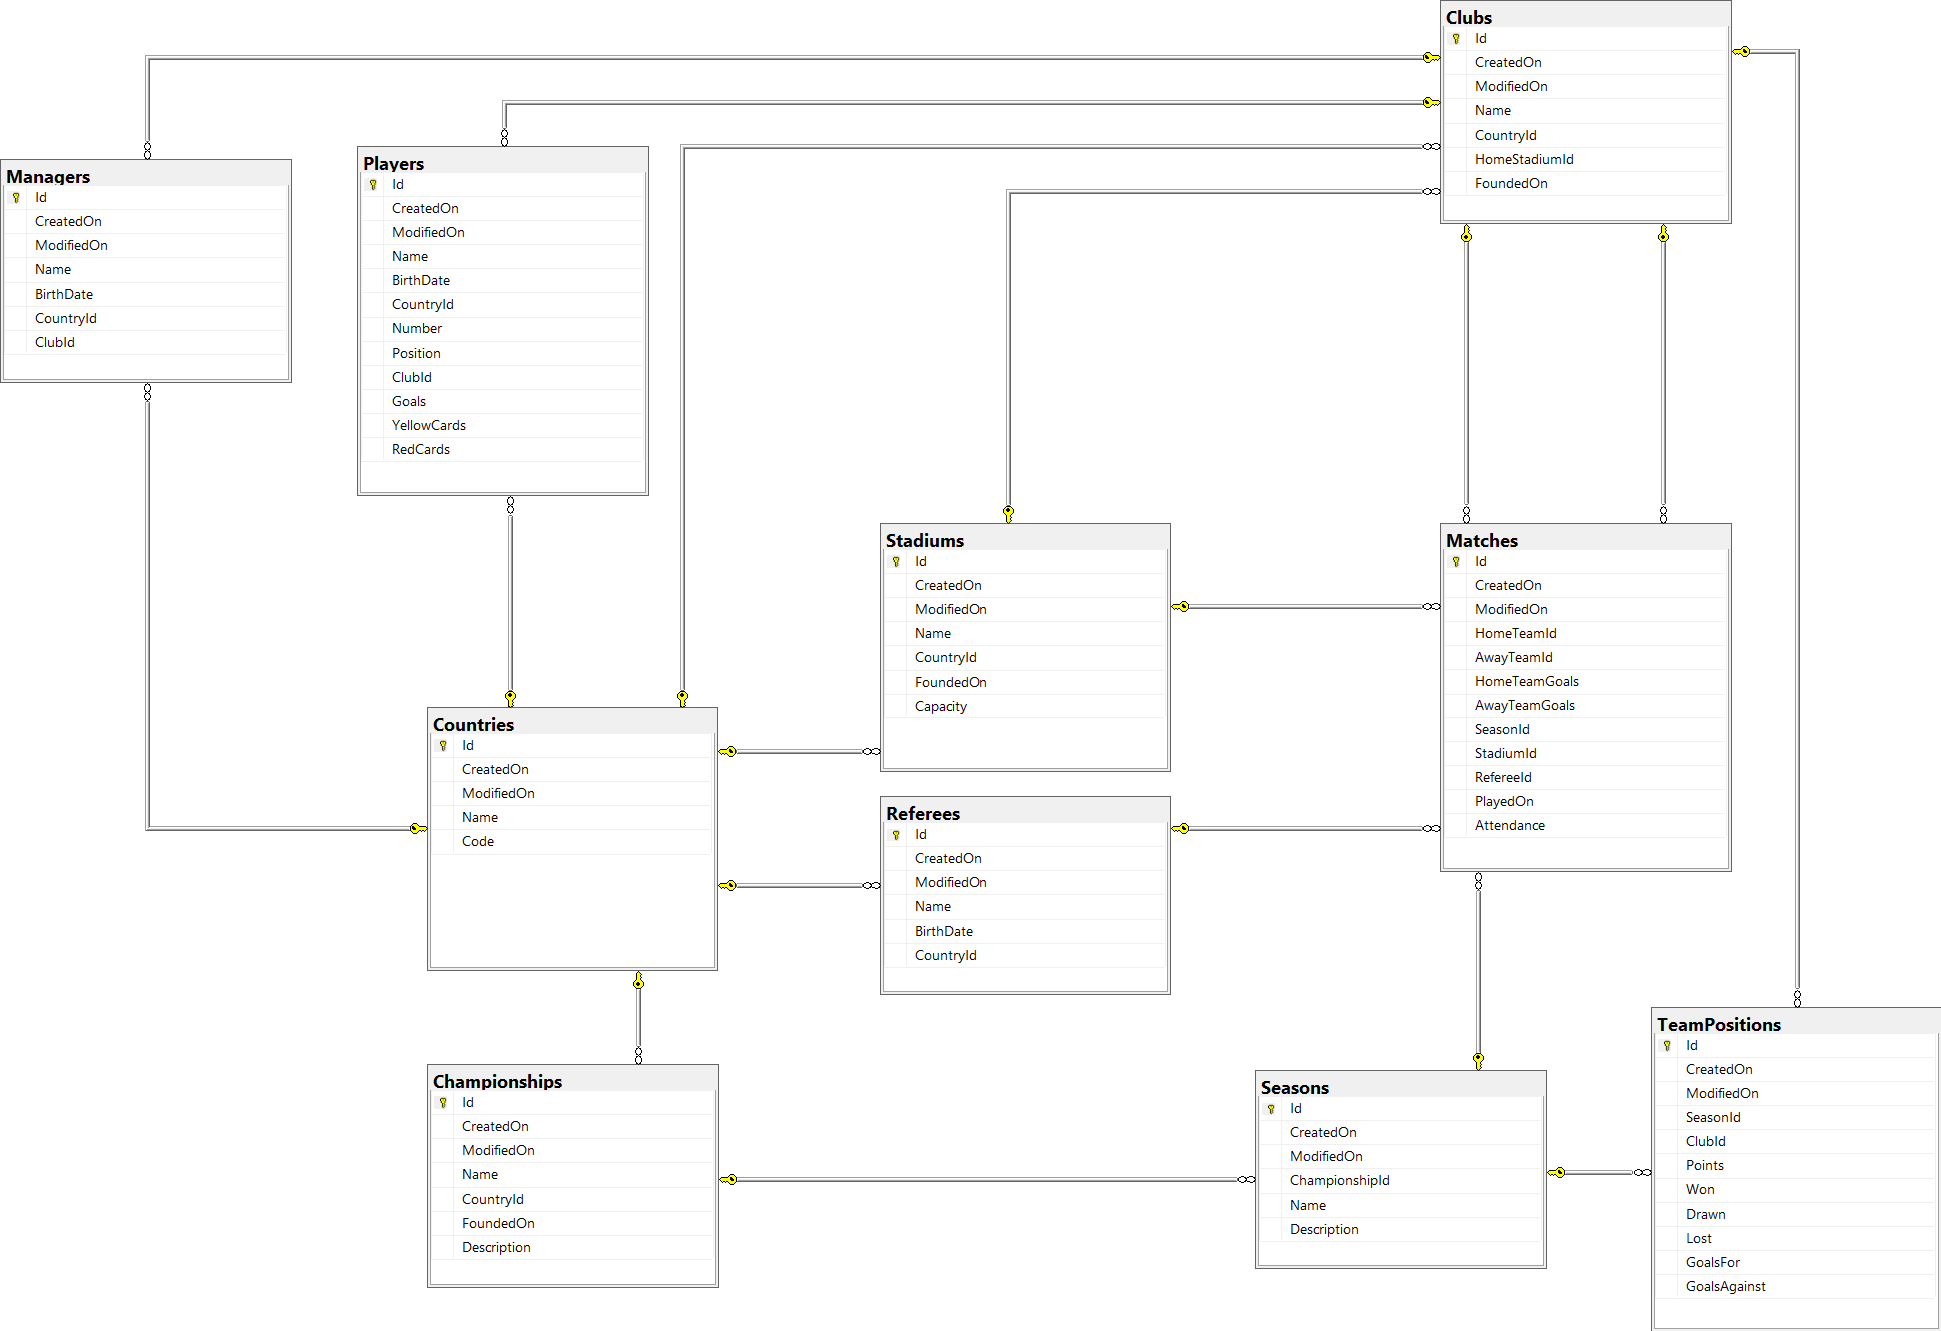 Clubs
Id
CreatedOn
ModifiedOn
Name
CountryId
HomeStadiumId
FoundedOn
Managers
Id
CreatedOn
ModifiedOn
Name
BirthDate
CountryId
ClubId
Players
Id
CreatedOn
ModifiedOn
Name
BirthDate
CountryId
Number
Position
ClubId
Goals
YellowCards
RedCards
Stadiums
Id
CreatedOn
ModifiedOn
Name
CountryId
FoundedOn
Capacity
Matches
Id
CreatedOn
ModifiedOn
HomeTeamId
AwayTeamId
HomeTeamGoals
AwayTeamGoals
SeasonId
StadiumId
RefereeId
PlayedOn
Attendance
Countries
Id
CreatedOn
ModifiedOn
Name
Code
Referees
Id
CreatedOn
ModifiedOn
Name
BirthDate
CountryId
Championships
Id
CreatedOn
ModifiedOn
Name
CountryId
FoundedOn
Description
Seasons
Id
CreatedOn
ModifiedOn
ChampionshipId
Name
Description
TeamPositions
Id
CreatedOn
ModifiedOn
SeasonId
ClubId
Points
Won
Drawn
Lost
GoalsFor
GoalsAgainst